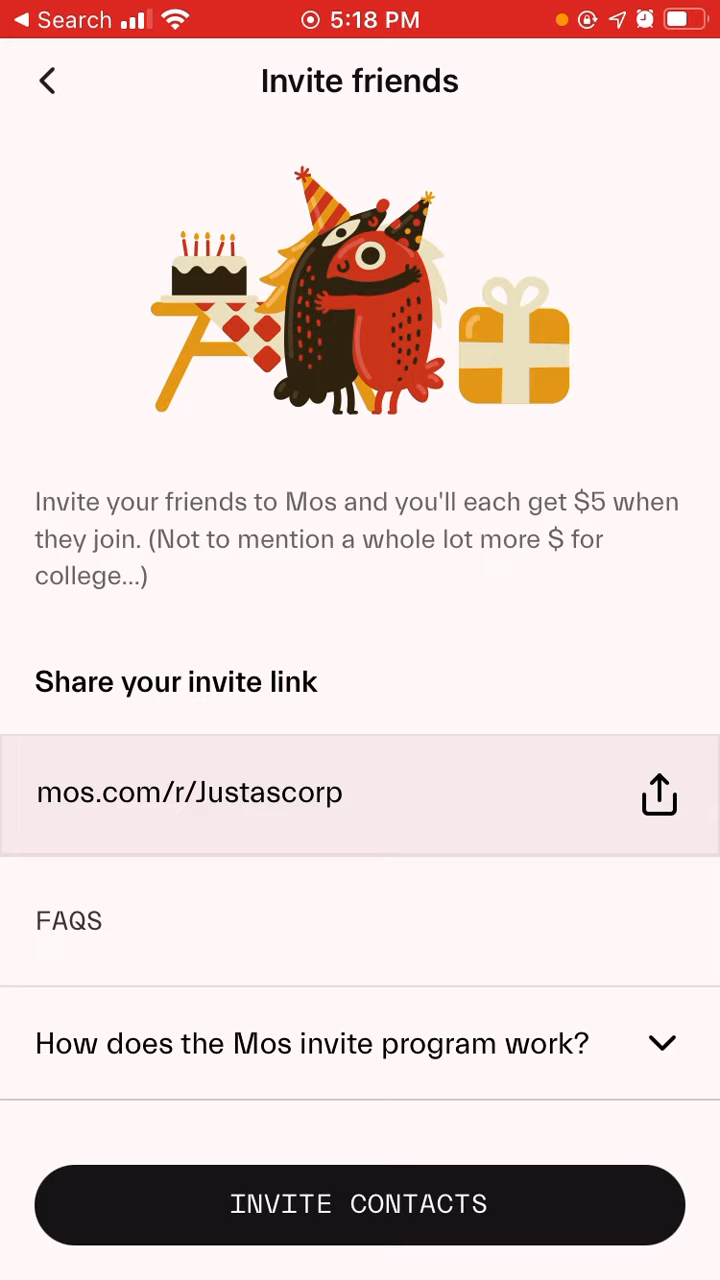 Search 5:18 PM
Invite friends
Invite your friends to Mos and you'll each get $5 when
they join. (Not to mention a whole lot more $ for
college...)
Share your invite link
mos.com/r/Justascorp
FAQS
How does the Mos invite program work?
INVITE CONTACTS